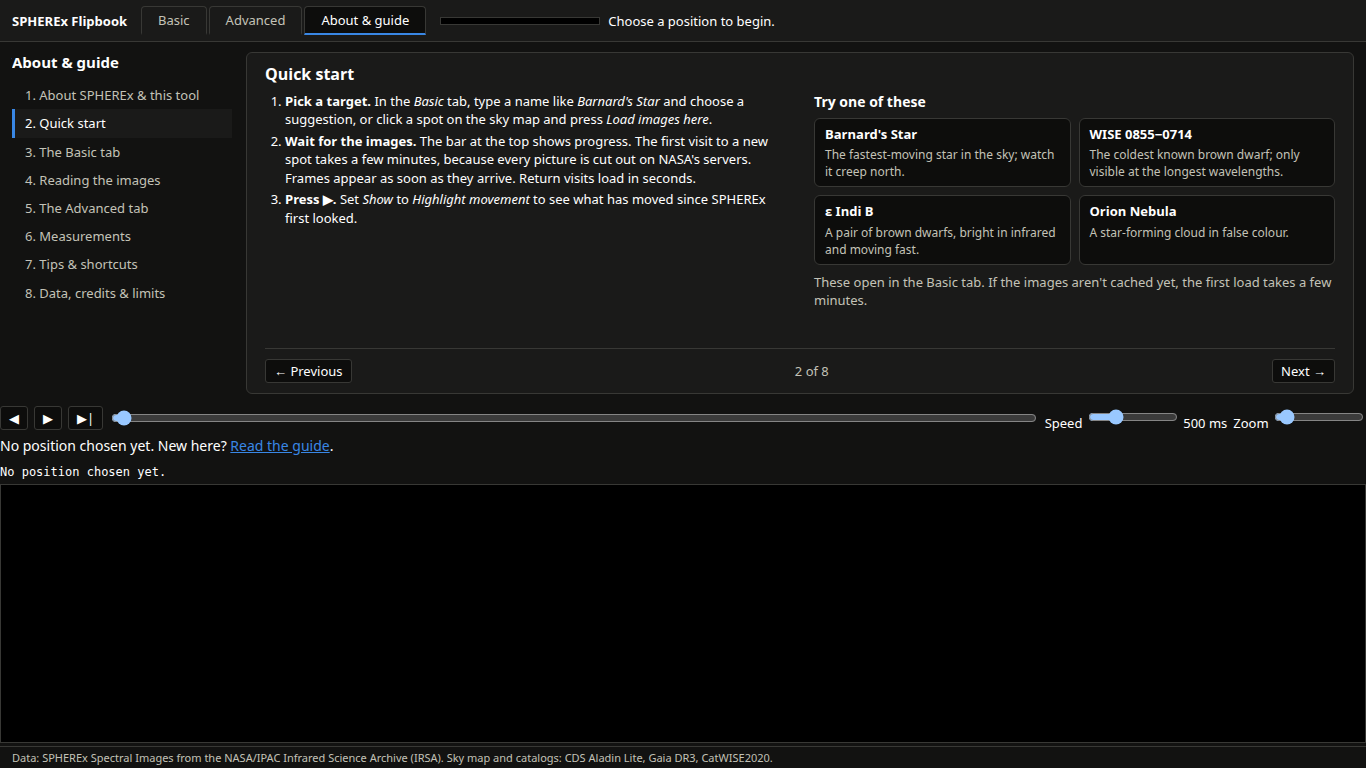 SPHEREx Flipbook
Basic
Advanced
About & guide
Choose a position to begin.
About & guide
1. About SPHEREx & this tool
2. Quick start
3. The Basic tab
4. Reading the images
5. The Advanced tab
6. Measurements
7. Tips & shortcuts
8. Data, credits & limits
Quick start
1. Pick a target. In the Basic tab, type a name like Barnard's Star and choose a
suggestion, or click a spot on the sky map and press Load images here.
2. Wait for the images. The bar at the top shows progress. The first visit to a new
spot takes a few minutes, because every picture is cut out on NASA's servers.
Frames appear as soon as they arrive. Return visits load in seconds.
3. Press ▶. Set Show to Highlight movement to see what has moved since SPHEREx
first looked.
Try one of these
Barnard's Star
The fastest-moving star in the sky; watch
it creep north.
WISE 0855−0714
The coldest known brown dwarf; only
visible at the longest wavelengths.
ε Indi B
A pair of brown dwarfs, bright in infrared
and moving fast.
Orion Nebula
A star-forming cloud in false colour.
These open in the Basic tab. If the images aren't cached yet, the first load takes a few
minutes.
← Previous
2 of 8
Next →
◀ ▶ ▶|
Speed
500 ms
Zoom
No position chosen yet. New here? Read the guide.
No position chosen yet.
Data: SPHEREx Spectral Images from the NASA/IPAC Infrared Science Archive (IRSA). Sky map and catalogs: CDS Aladin Lite, Gaia DR3, CatWISE2020.